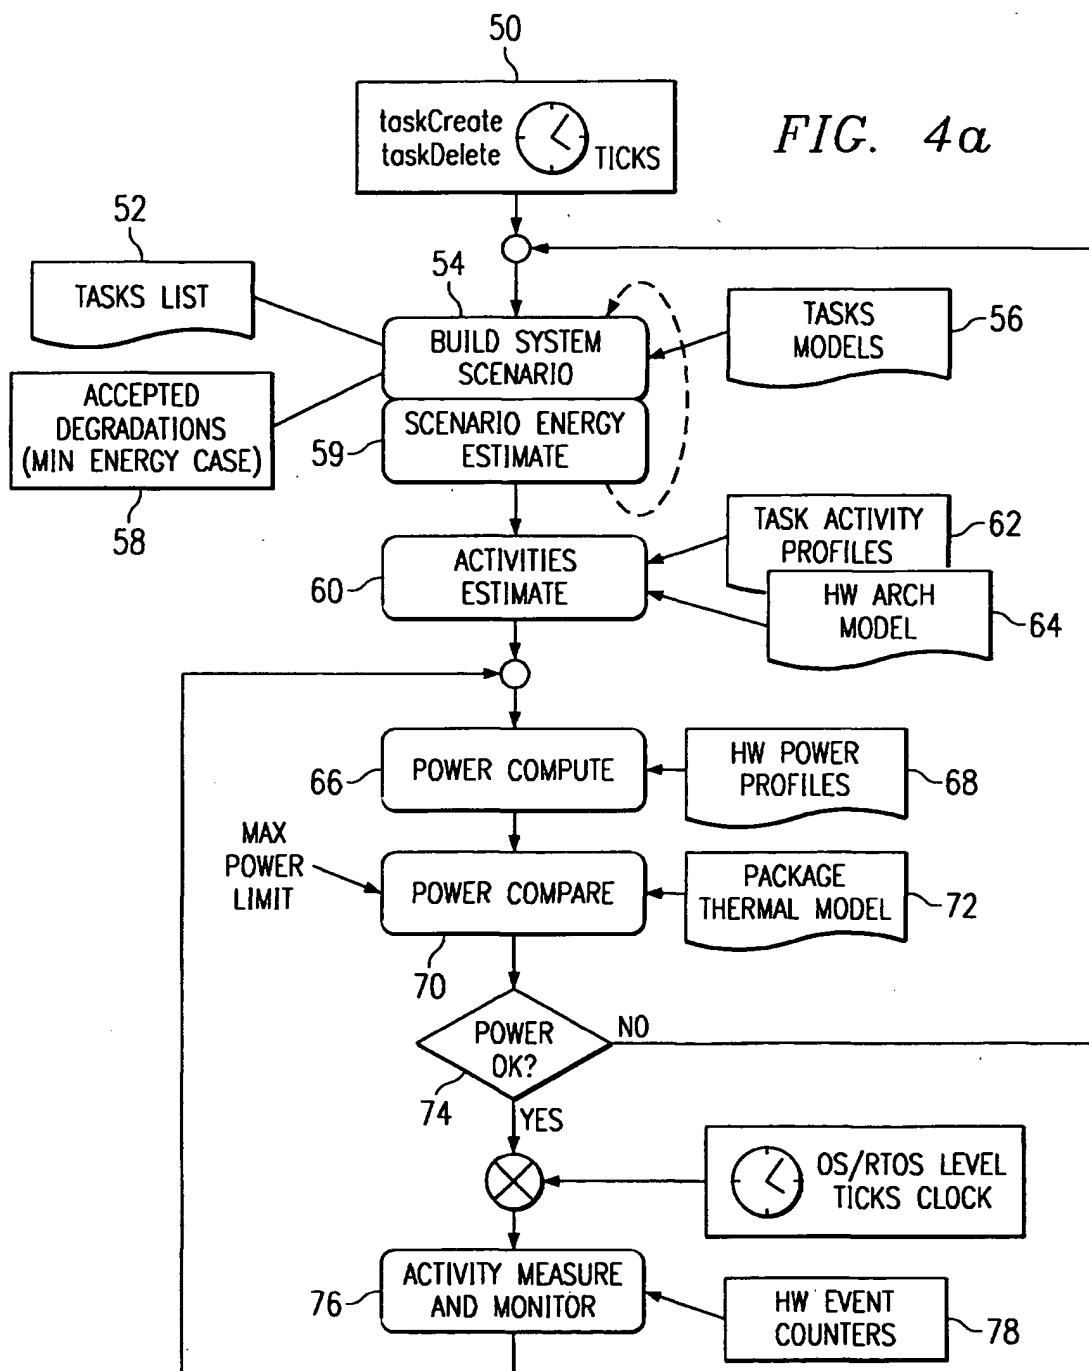 50
taskCreate
taskDelete
TICKS
FIG. 4a
52
TASKS LIST
54
BUILD SYSTEM
SCENARIO
TASKS
MODELS
56
ACCEPTED
DEGRADATIONS
(MIN ENERGY CASE)
58
59
SCENARIO ENERGY
ESTIMATE
60
ACTIVITIES
ESTIMATE
TASK ACTIVITY
PROFILES
62
HW ARCH
MODEL
64
66
POWER COMPUTE
HW POWER
PROFILES
68
MAX
POWER
LIMIT
POWER COMPARE
70
PACKAGE
THERMAL MODEL
72
POWER
OK?
NO
74
YES
OS/RTOS LEVEL
TICKS CLOCK
76
ACTIVITY MEASURE
AND MONITOR
HW EVENT
COUNTERS
78